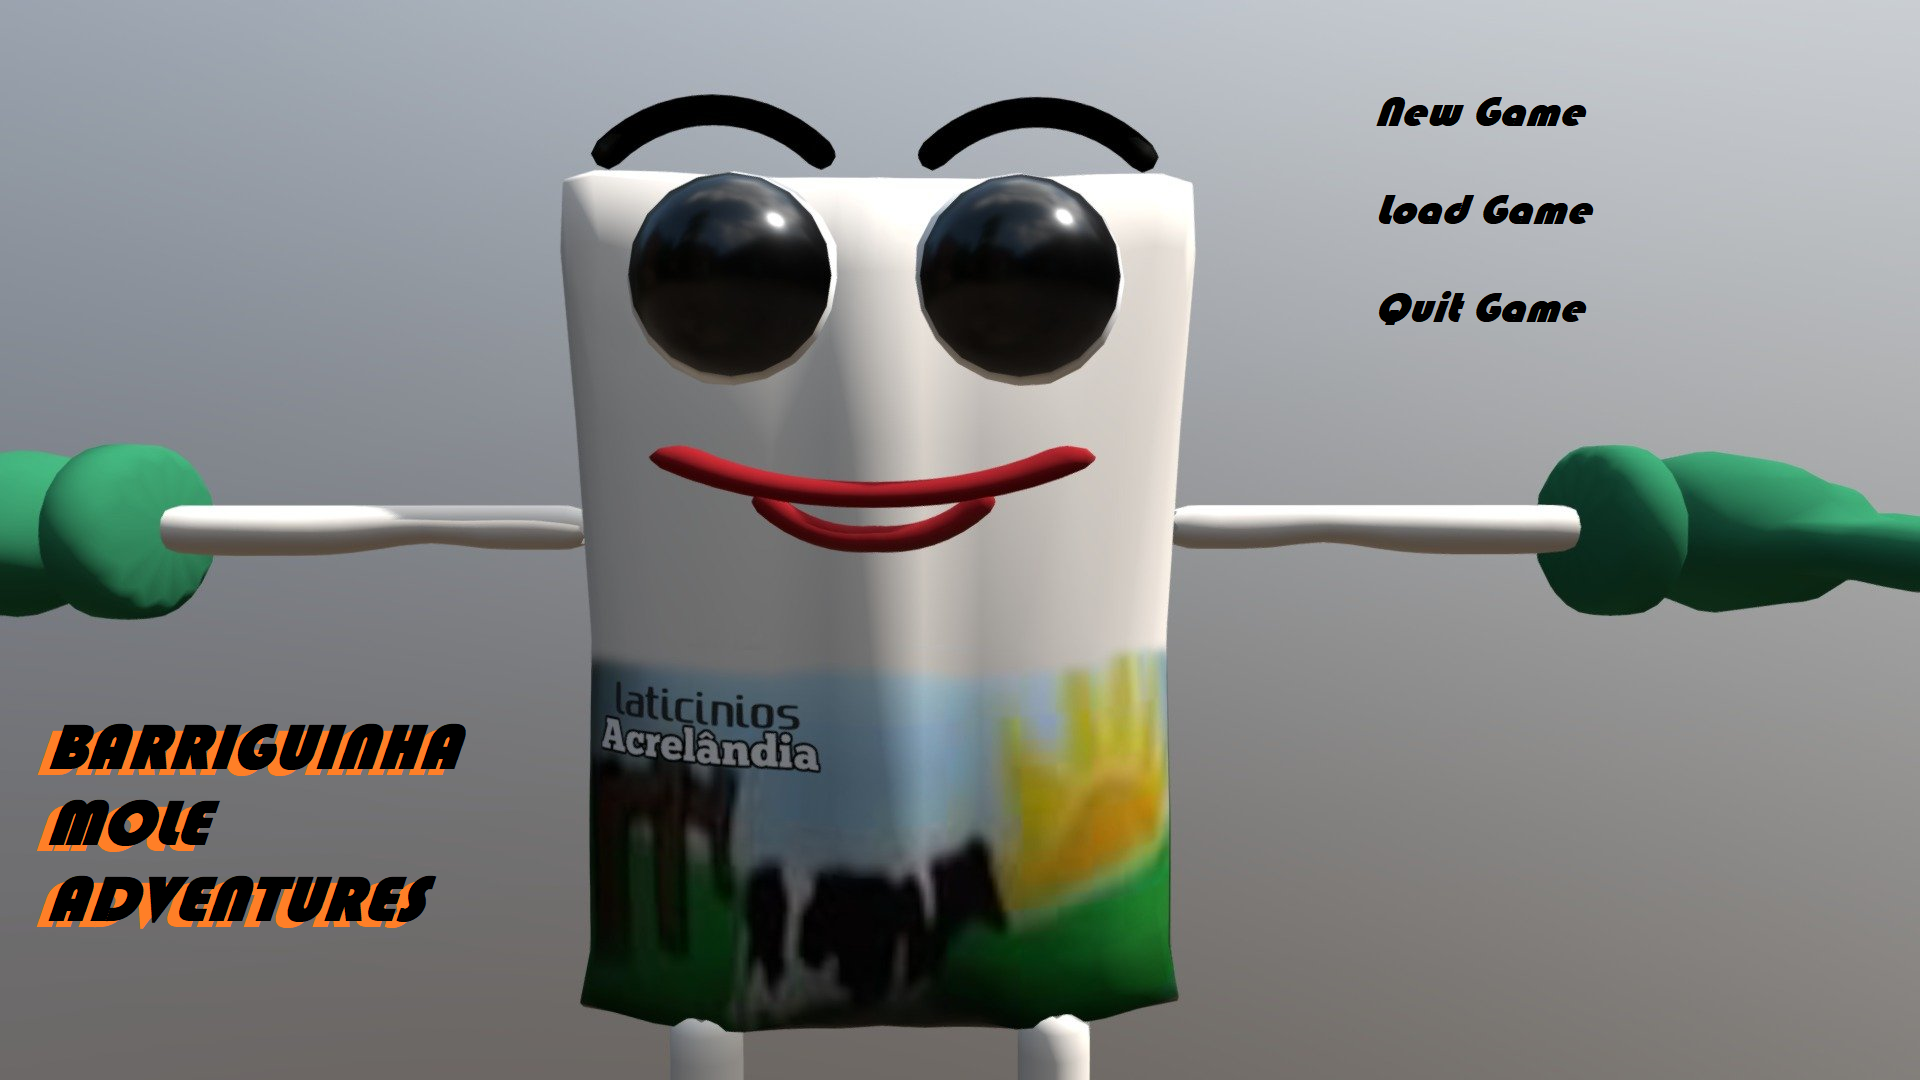 New Game
Load Game
Quit Game
laticinios
Acrelândia
BARRIGUINHA
MOLE
ADVENTURES